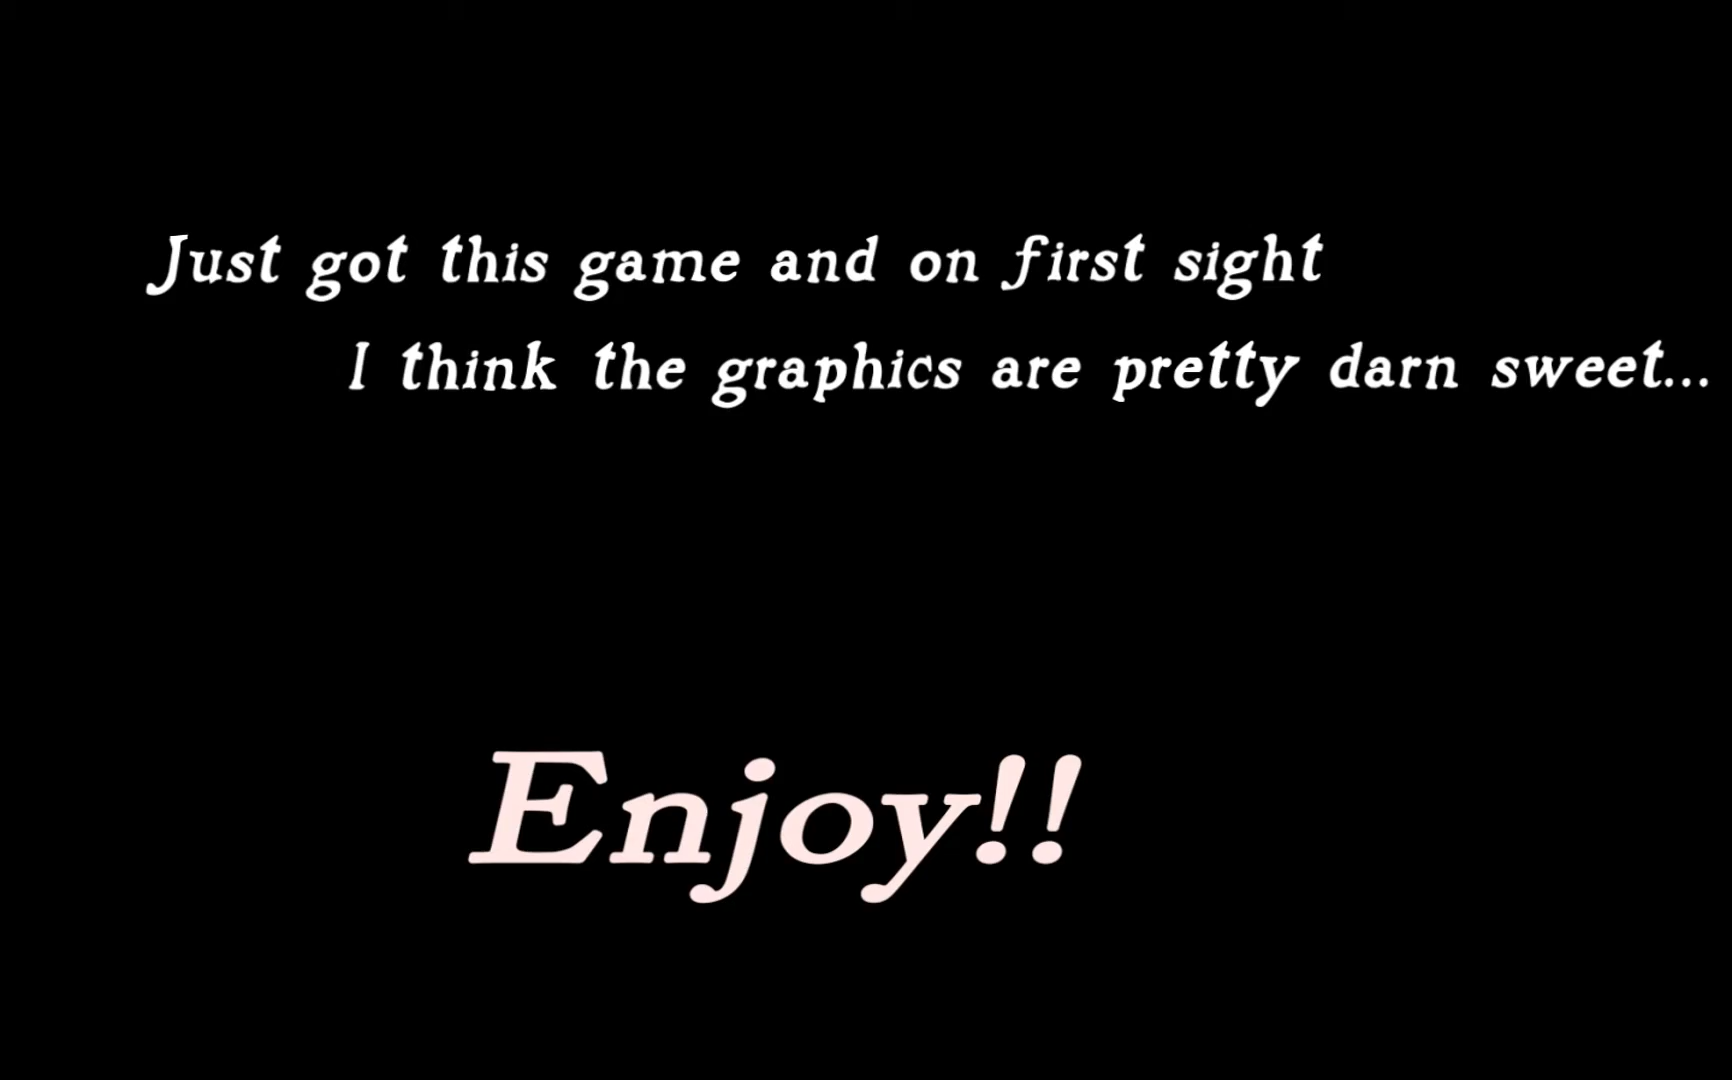 Just got this game and on first sight
I think the graphics are pretty darn sweet...
Enjoy!!